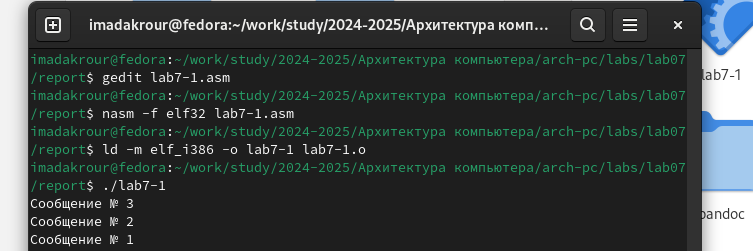 imadakrour@fedora:~/work/study/2024-2025/Архитектура комп…
imadakrour@fedora:~/work/study/2024-2025/Архитектура компьютера/arch-pc/labs/lab07
/report$ gedit lab7-1.asm
imadakrour@fedora:~/work/study/2024-2025/Архитектура компьютера/arch-pc/labs/lab07
/report$ nasm -f elf32 lab7-1.asm
imadakrour@fedora:~/work/study/2024-2025/Архитектура компьютера/arch-pc/labs/lab07
/report$ ld -m elf_i386 -o lab7-1 lab7-1.o
imadakrour@fedora:~/work/study/2024-2025/Архитектура компьютера/arch-pc/labs/lab07
/report$ ./lab7-1
Сообщение № 3
Сообщение № 2
Сообщение № 1
lab7-1
pandoc